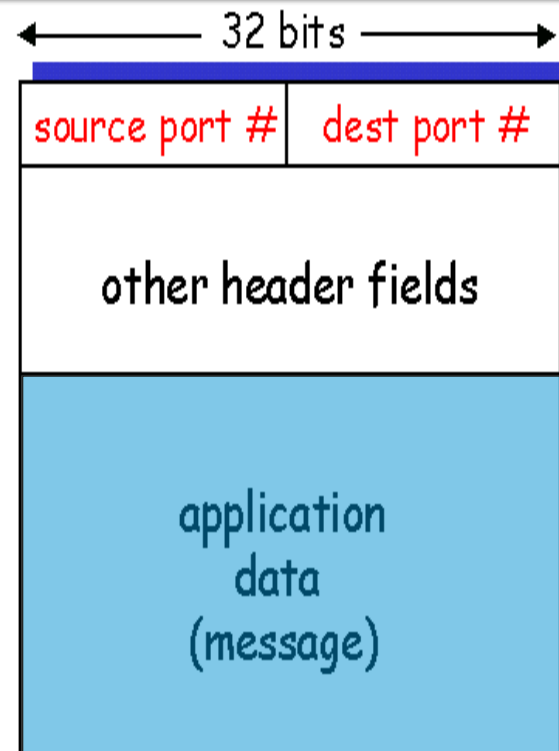 32 bits
source port # dest port #
other header fields
application
data
(message)